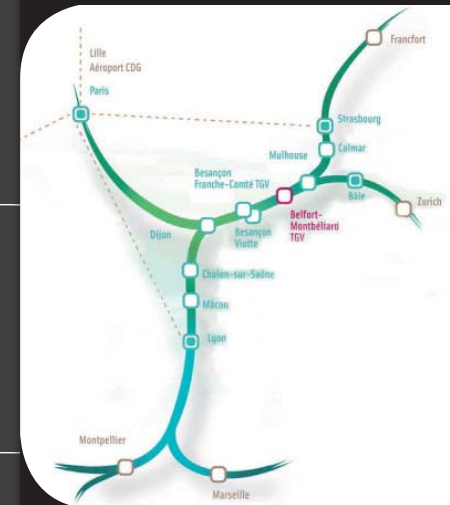 Lille
Aéroport CDG
Paris
Francfort
Strasbourg
Colmar
Mulhouse
Besançon
Franche-Comté TGV
Bâle
Zurich
Belfort-
Montbéliard
TGV
Besançon
Viotte
Dijon
Chalon-sur-Saône
Mâcon
Lyon
Montpellier
Marseille